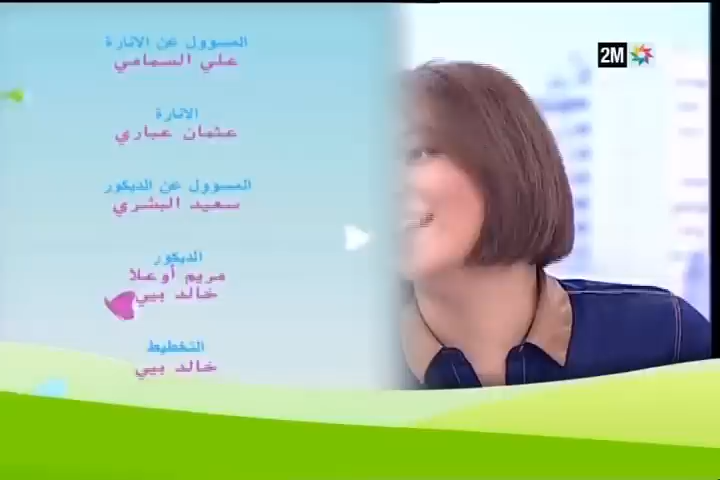 المسؤول عن الانارة
علي السمامي
2M
الانارة
عثمان عباري
المسؤول عن الديكور
سعيد البشري
الديكور
مريم أوعلا
خالد بيي
التخطيط
خالد بيي